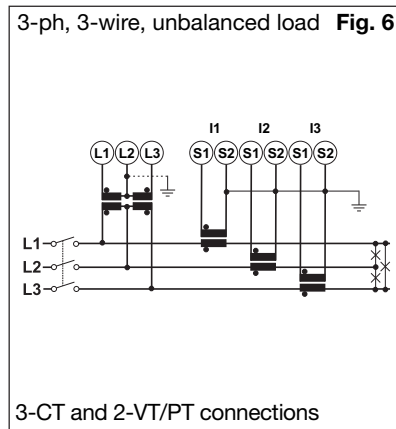 3-ph, 3-wire, unbalanced load Fig. 6
I1 I2 I3
L1 L2 L3 S1 S2 S1 S2 S1 S2
L1
L2
L3
3-CT and 2-VT/PT connections